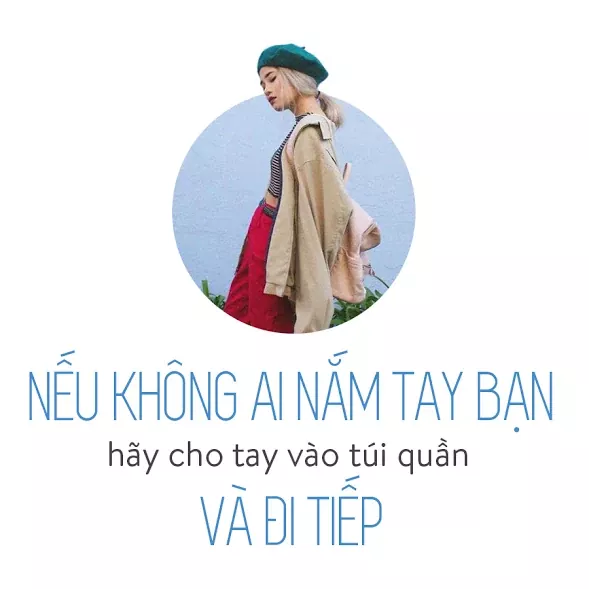 NẾU KHÔNG AI NẮM TAY BẠN
hãy cho tay vào túi quần
VÀ ĐI TIẾP